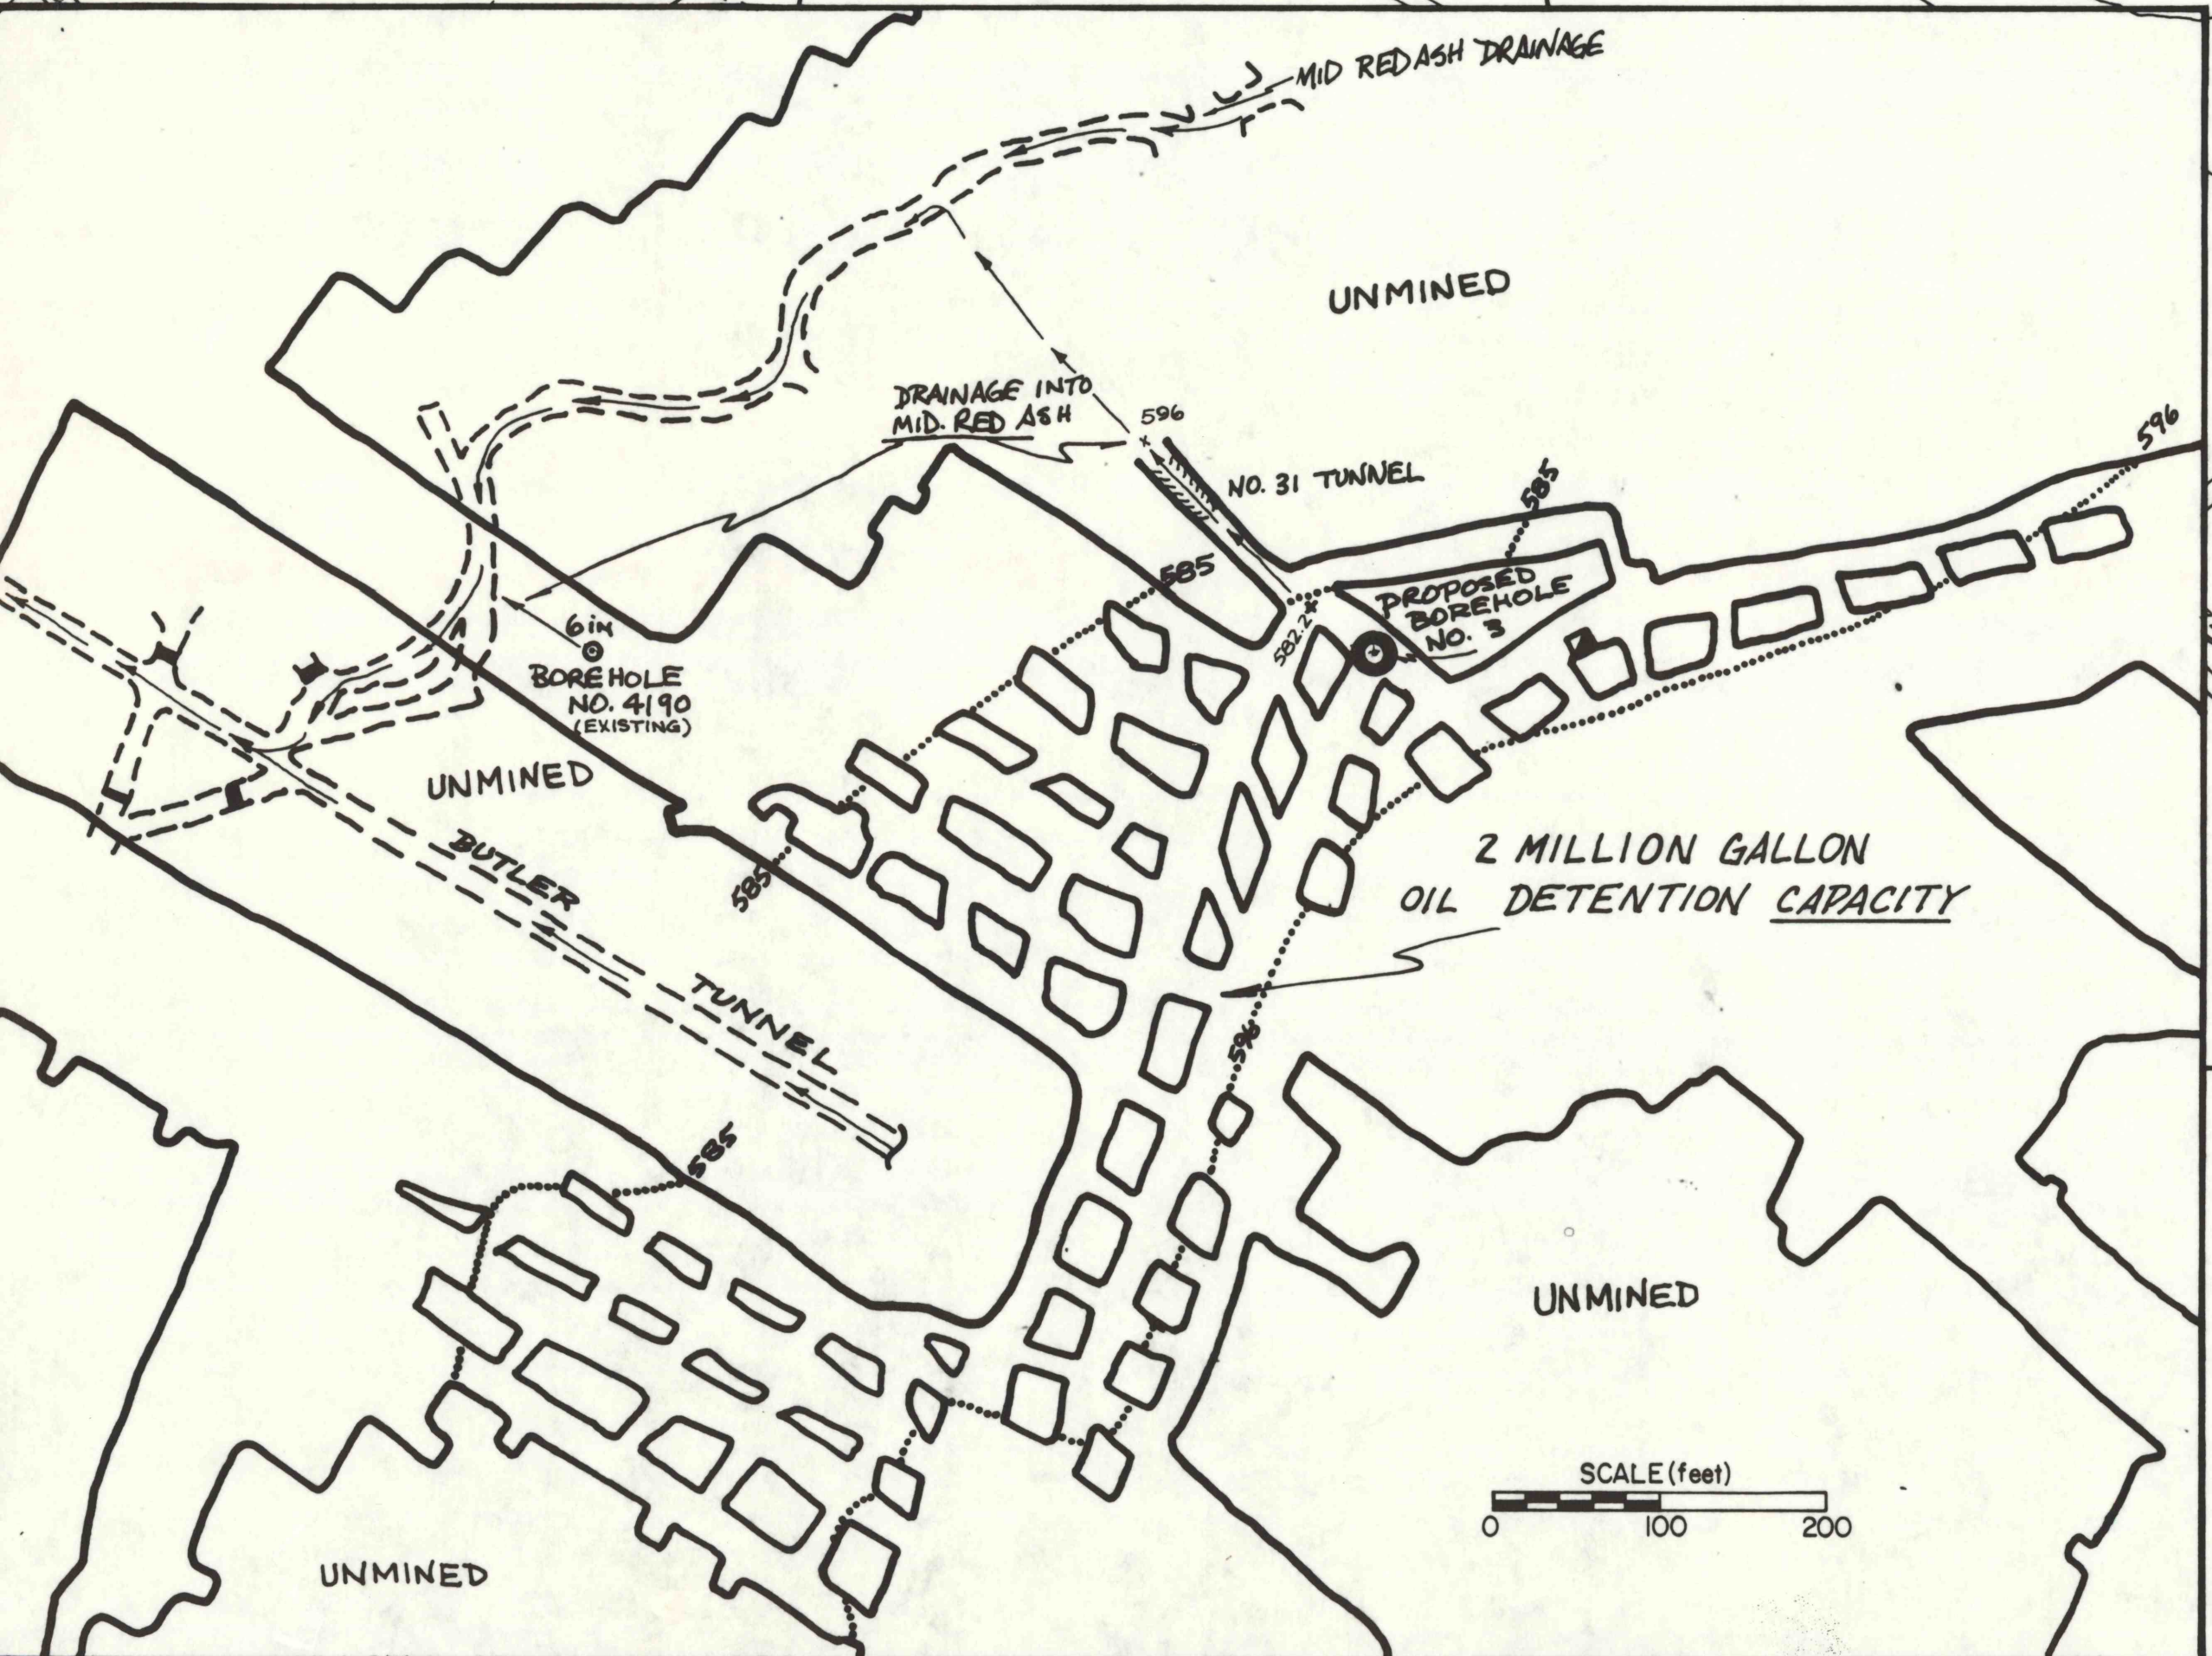 MID RED ASH DRAINAGE
UNMINED
DRAINAGE INTO
MID. RED ASH
596
596
NO. 31 TUNNEL
585
585
PROPOSED
BOREHOLE
NO. 3
582.2
6 in
BOREHOLE
NO. 4190
(EXISTING)
UNMINED
BUTLER
TUNNEL
585
2 MILLION GALLON
OIL DETENTION CAPACITY
596
585
UNMINED
SCALE (feet)
0 100 200
UNMINED